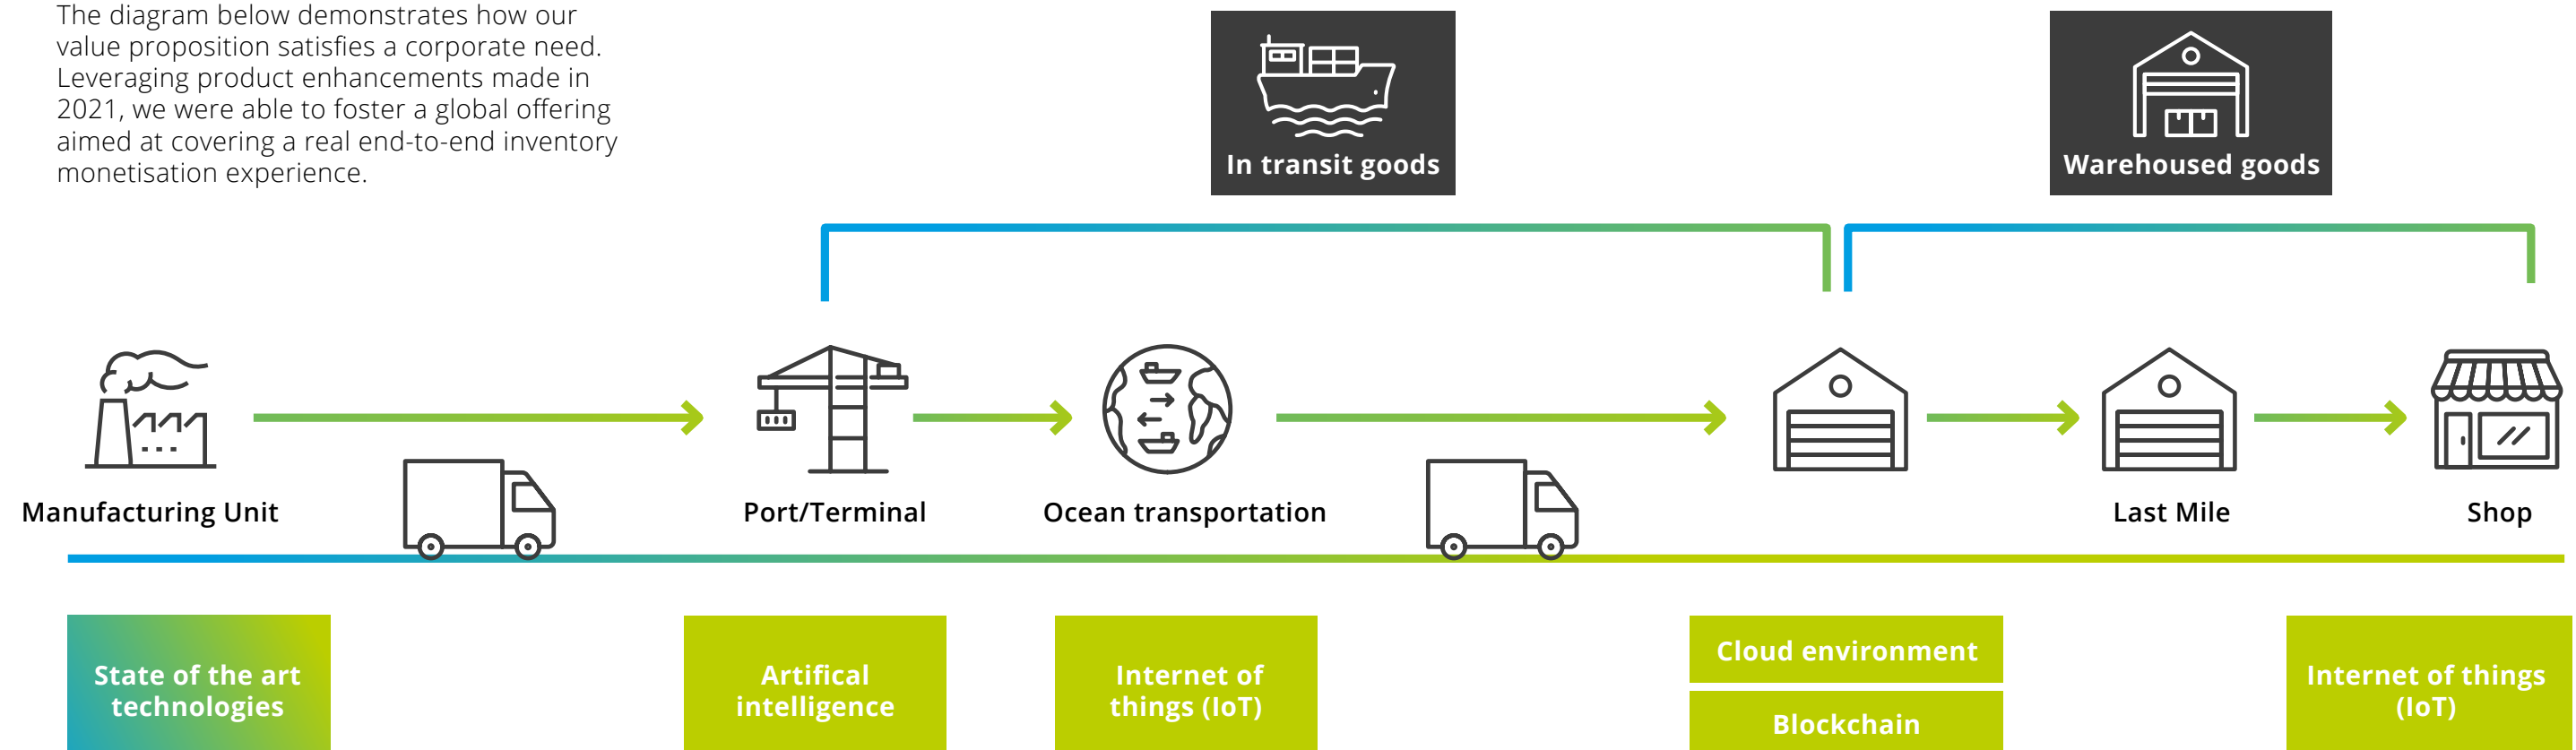 The diagram below demonstrates how our
value proposition satisfies a corporate need.
Leveraging product enhancements made in
2021, we were able to foster a global offering
aimed at covering a real end-to-end inventory
monetisation experience.
In transit goods
Warehoused goods
Manufacturing Unit
Port/Terminal
Ocean transportation
Last Mile
Shop
State of the art
technologies
Artifical
intelligence
Internet of
things (IoT)
Cloud environment
Blockchain
Internet of things
(IoT)